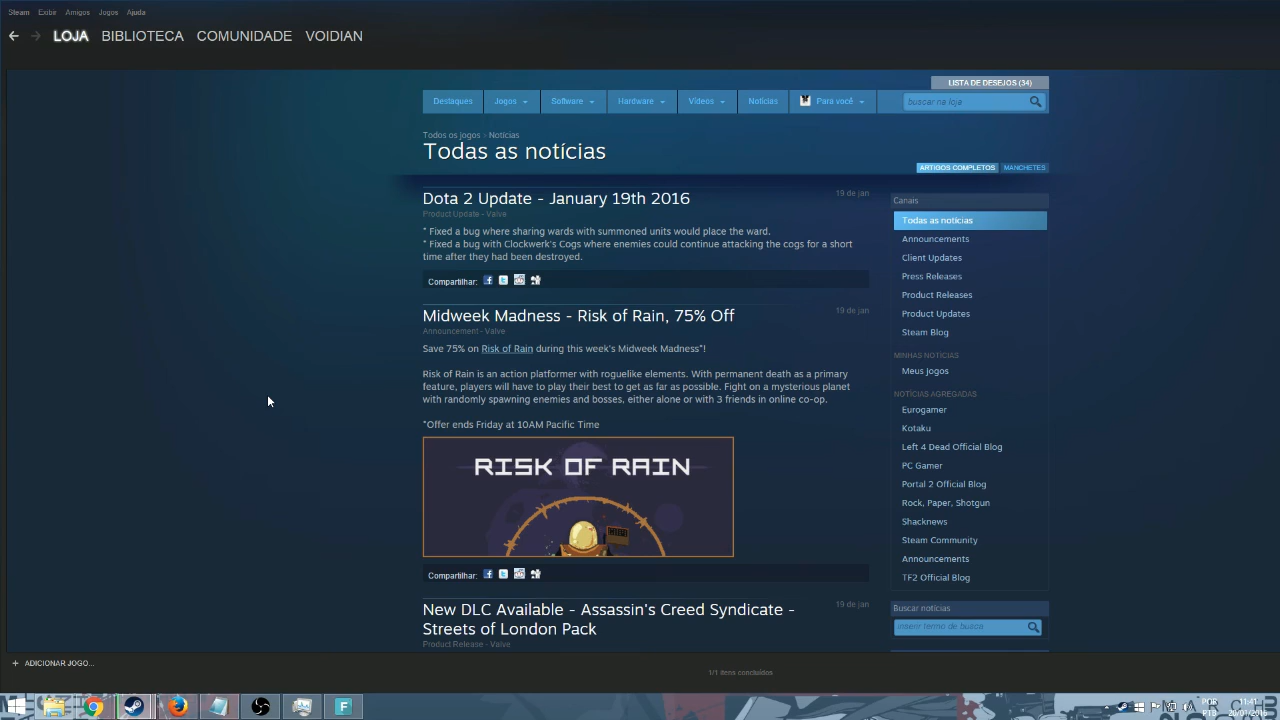 Steam Exibir Amigos Jogos Ajuda
LOJA BIBLIOTECA COMUNIDADE VOIDIAN
LISTA DE DESEJOS (34)
Destaques Jogos Software Hardware Vídeos Notícias Para você buscar na loja
Todos os jogos > Notícias
Todas as notícias
ARTIGOS COMPLETOS MANCHETES
Dota 2 Update - January 19th 2016 19 de jan
Product Update - Valve
* Fixed a bug where sharing wards with summoned units would place the ward.
* Fixed a bug with Clockwerk's Cogs where enemies could continue attacking the cogs for a short
time after they had been destroyed.
Compartilhar:
Midweek Madness - Risk of Rain, 75% Off 19 de jan
Announcement - Valve
Save 75% on Risk of Rain during this week's Midweek Madness*!
Risk of Rain is an action platformer with roguelike elements. With permanent death as a primary
feature, players will have to play their best to get as far as possible. Fight on a mysterious planet
with randomly spawning enemies and bosses, either alone or with 3 friends in online co-op.
*Offer ends Friday at 10AM Pacific Time
RISK OF RAIN
Compartilhar:
New DLC Available - Assassin's Creed Syndicate - 19 de jan
Streets of London Pack
Product Release - Valve
Canais
Todas as notícias
Announcements
Client Updates
Press Releases
Product Releases
Product Updates
Steam Blog
MINHAS NOTÍCIAS
Meus jogos
NOTÍCIAS AGREGADAS
Eurogamer
Kotaku
Left 4 Dead Official Blog
PC Gamer
Portal 2 Official Blog
Rock, Paper, Shotgun
Shacknews
Steam Community
Announcements
TF2 Official Blog
Buscar notícias
inserir termo de busca
+ ADICIONAR JOGO...
1/1 itens concluídos
POR 11:41
PTB 20/01/2016